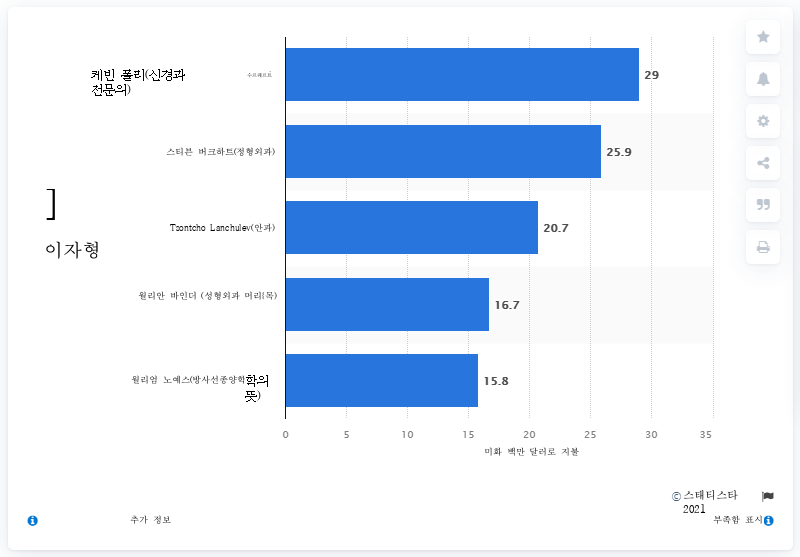 케빈 폴리(신경과
전문의)
스티븐 버크하트(정형외과)
]
Tsontcho Lanchulev(안과)
이자형
윌리안 바인더 (성형외과 머리|목)
윌리엄 노예스(방사선종양학학의
뜻)
29
25.9
20.7
16.7
15.8
0 5 10 15 20 25 30 35
미화 백만 달러로 지불
© 스태티스타
2021
추가 정보
부족함 표시